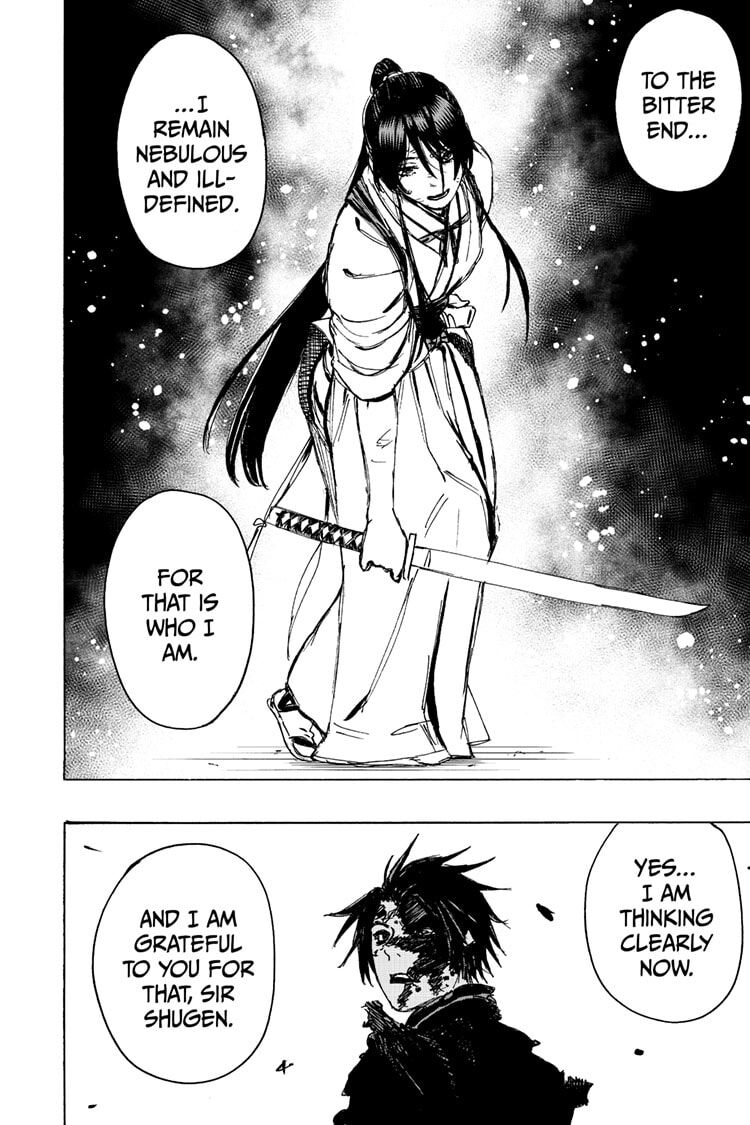 TO THE
BITTER
END...
...I
REMAIN
NEBULOUS
AND ILL-
DEFINED.
FOR
THAT IS
WHO I
AM.
YES...
I AM
THINKING
CLEARLY
NOW.
AND I AM
GRATEFUL
TO YOU FOR
THAT, SIR
SHUGEN.